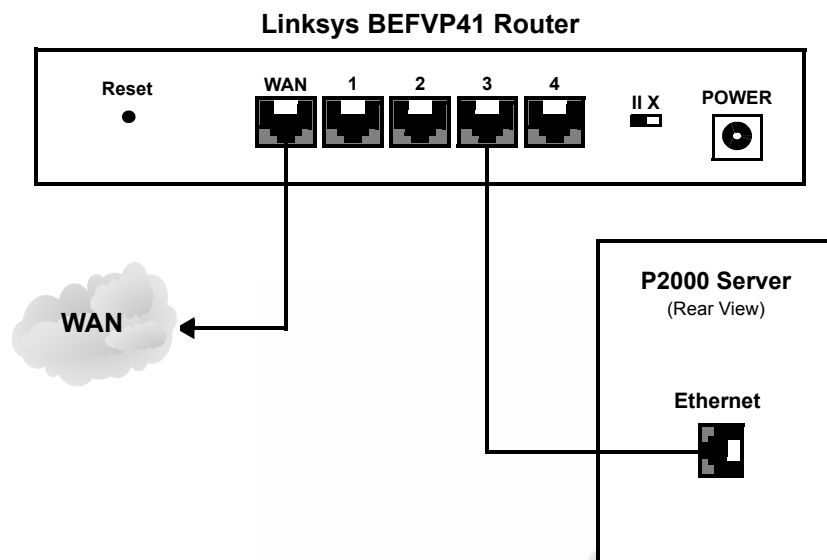 Linksys BEFVP41 Router
Reset
WAN 1 2 3 4
II X
POWER
WAN
P2000 Server
(Rear View)
Ethernet